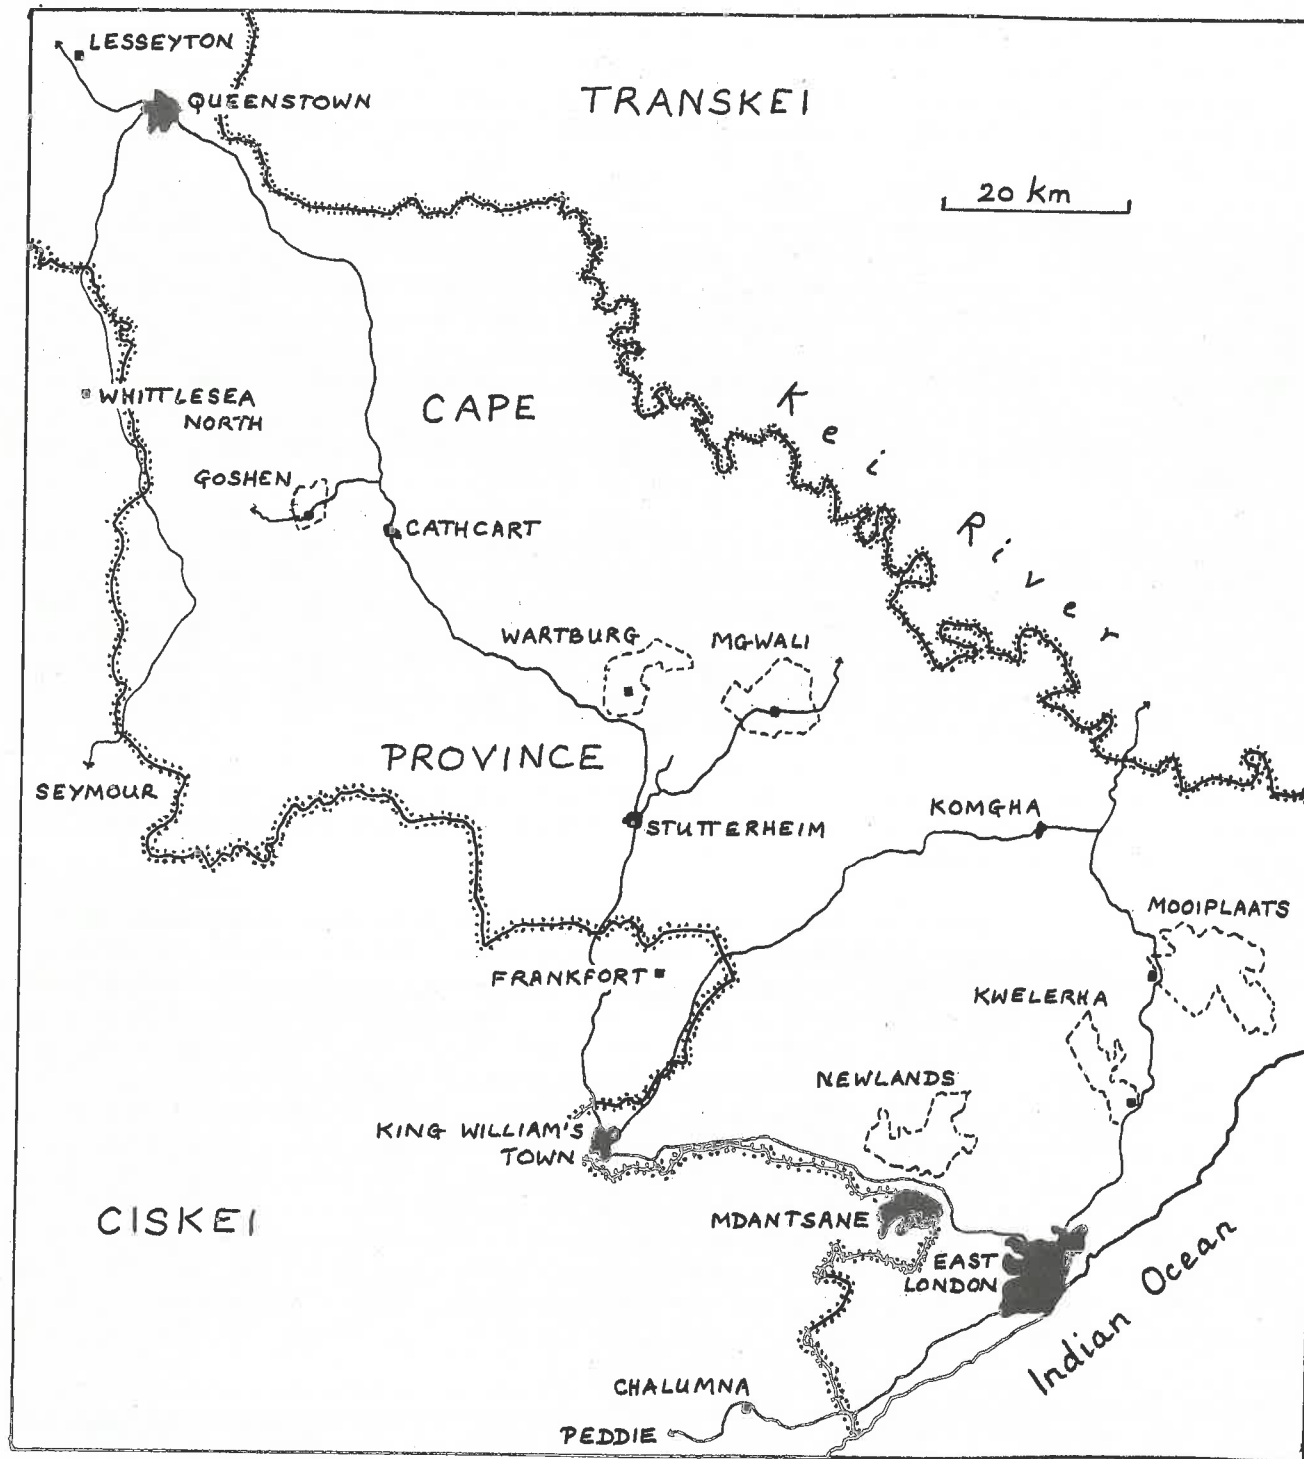 LESSEYTON
QUEENSTOWN
TRANSKEI
20 km
WHITTLESEA
NORTH
CAPE
Kei River
GOSHEN
CATHCART
WARTBURG
MGWALI
PROVINCE
SEYMOUR
STUTTERHEIM
KOMGHA
MOOIPLAATS
FRANKFORT
KWELERHA
NEWLANDS
KING WILLIAM'S
TOWN
CISKEI
MDANTSANE
EAST
LONDON
Indian Ocean
CHALUMNA
PEDDIE